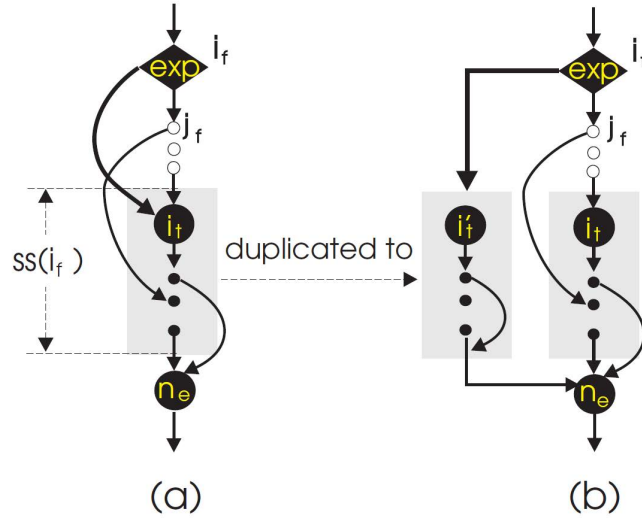 exp i_f
exp i
j_f
j_f
i_t
i'_t
i_t
SS(i_f)
duplicated to
n_e
n_e
(a)
(b)